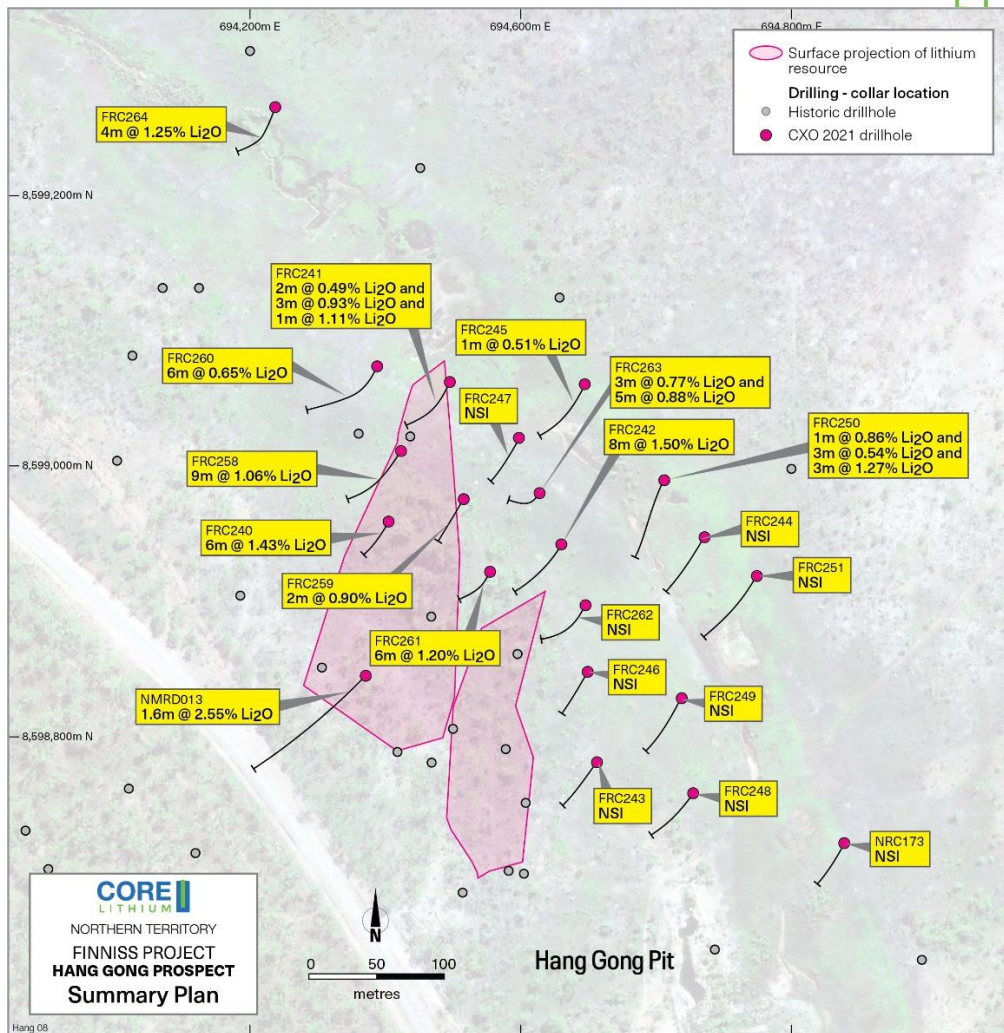 694,200m E
694,600m E
694,800m E
Surface projection of lithium
resource
Drilling - collar location
Historic drillhole
CXO 2021 drillhole
FRC264
4m @ 1.25% Li2O
8,599,200m N
FRC241
2m @ 0.49% Li2O and
3m @ 0.93% Li2O and
1m @ 1.11% Li2O
FRC245
1m @ 0.51% Li2O
FRC260
6m @ 0.65% Li2O
FRC263
3m @ 0.77% Li2O and
5m @ 0.88% Li2O
FRC247
NSI
FRC242
8m @ 1.50% Li2O
FRC250
1m @ 0.86% Li2O and
3m @ 0.54% Li2O and
3m @ 1.27% Li2O
8,599,000m N
FRC258
9m @ 1.06% Li2O
FRC240
6m @ 1.43% Li2O
FRC244
NSI
FRC251
NSI
FRC259
2m @ 0.90% Li2O
FRC262
NSI
FRC261
6m @ 1.20% Li2O
FRC246
NSI
NMRD013
1.6m @ 2.55% Li2O
FRC249
NSI
8,598,800m N
FRC243
NSI
FRC248
NSI
NRC173
NSI
CORE
LITHIUM
NORTHERN TERRITORY
FINNISS PROJECT
HANG GONG PROSPECT
Summary Plan
N
0 50 100
metres
Hang Gong Pit
Hang 08